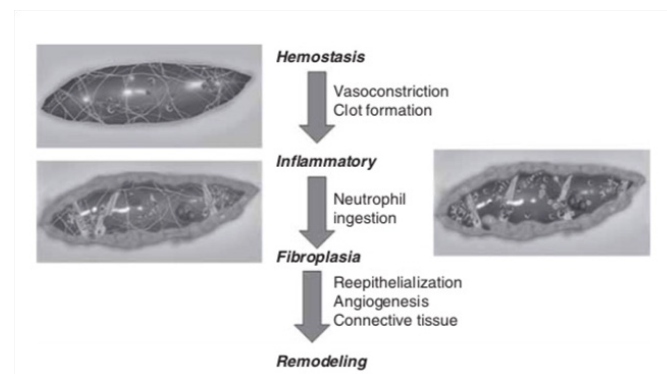 Hemostasis
Vasoconstriction
Clot formation
Inflammatory
Neutrophil
ingestion
Fibroplasia
Reepithelialization
Angiogenesis
Connective tissue
Remodeling